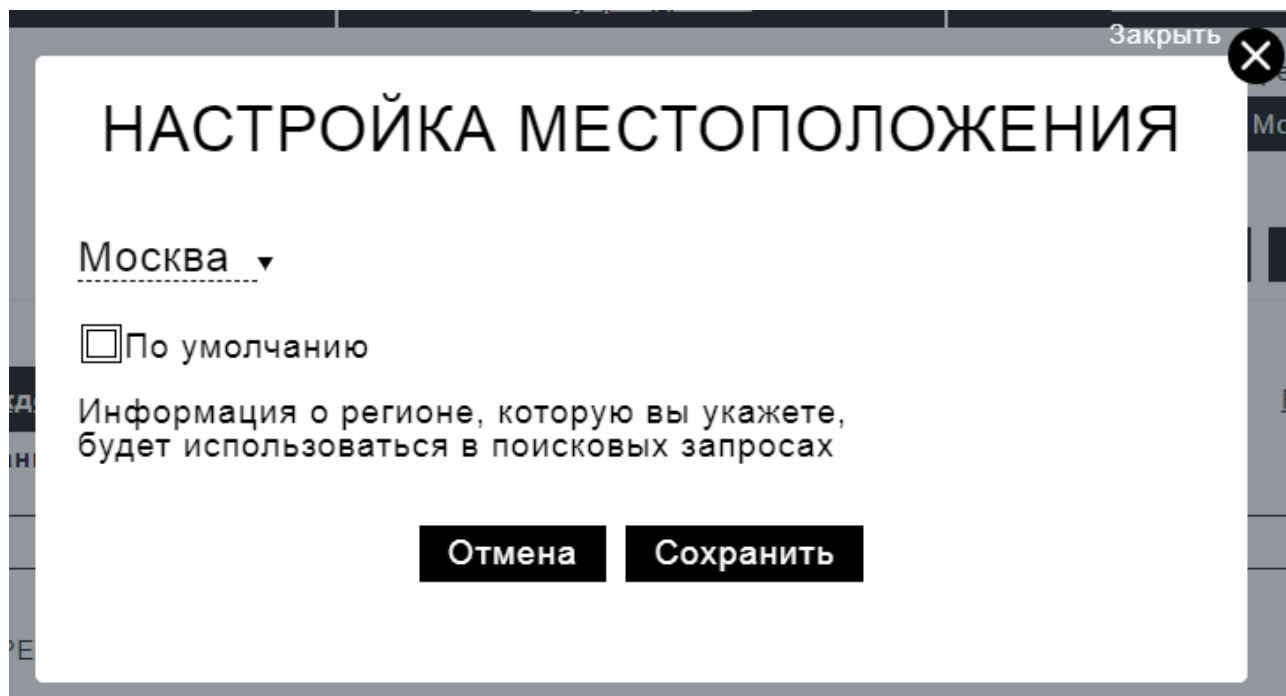 Закрыть
НАСТРОЙКА МЕСТОПОЛОЖЕНИЯ
Москва
По умолчанию
Информация о регионе, которую вы укажете,
будет использоваться в поисковых запросах
Отмена Сохранить